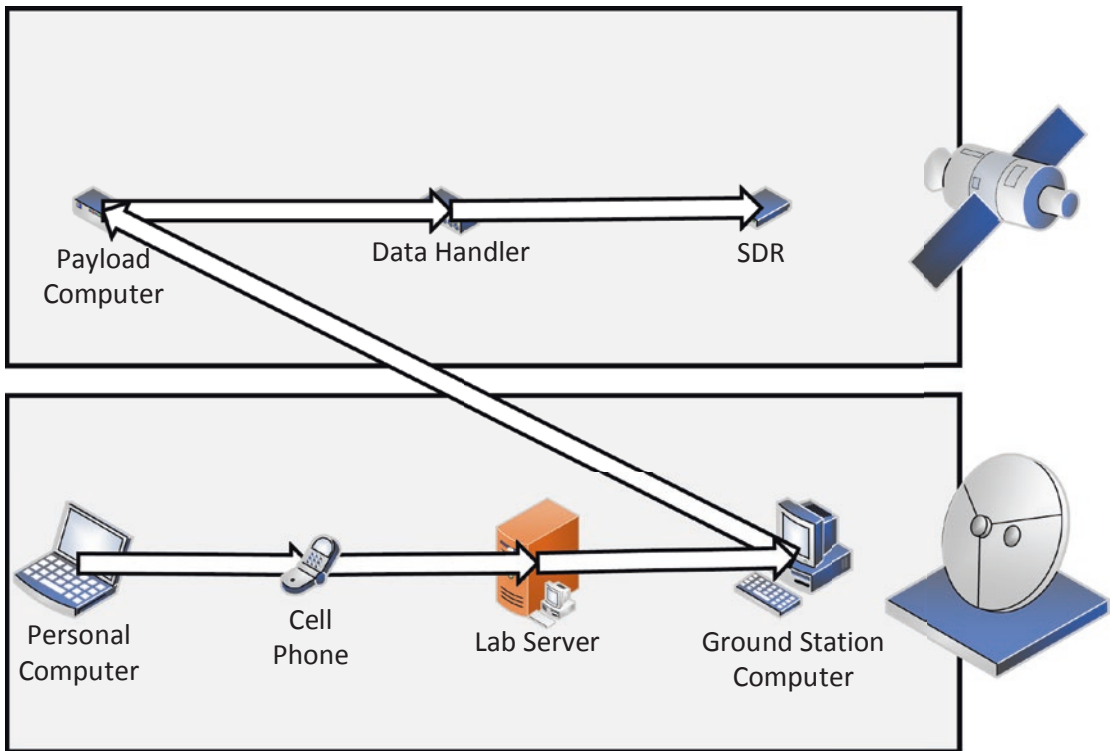 Payload
Computer
Data Handler
SDR
Personal
Computer
Cell
Phone
Lab Server
Ground Station
Computer